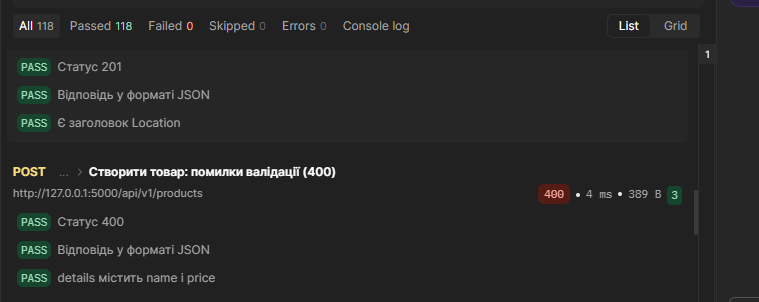 All 118 Passed 118 Failed 0 Skipped 0 Errors 0 Console log List Grid
1
PASS Статус 201
PASS Відповідь у форматі JSON
PASS Є заголовок Location
POST ... > Створити товар: помилки валідації (400)
http://127.0.0.1:5000/api/v1/products 400 • 4 ms • 389 B 3
PASS Статус 400
PASS Відповідь у форматі JSON
PASS details містить name і price